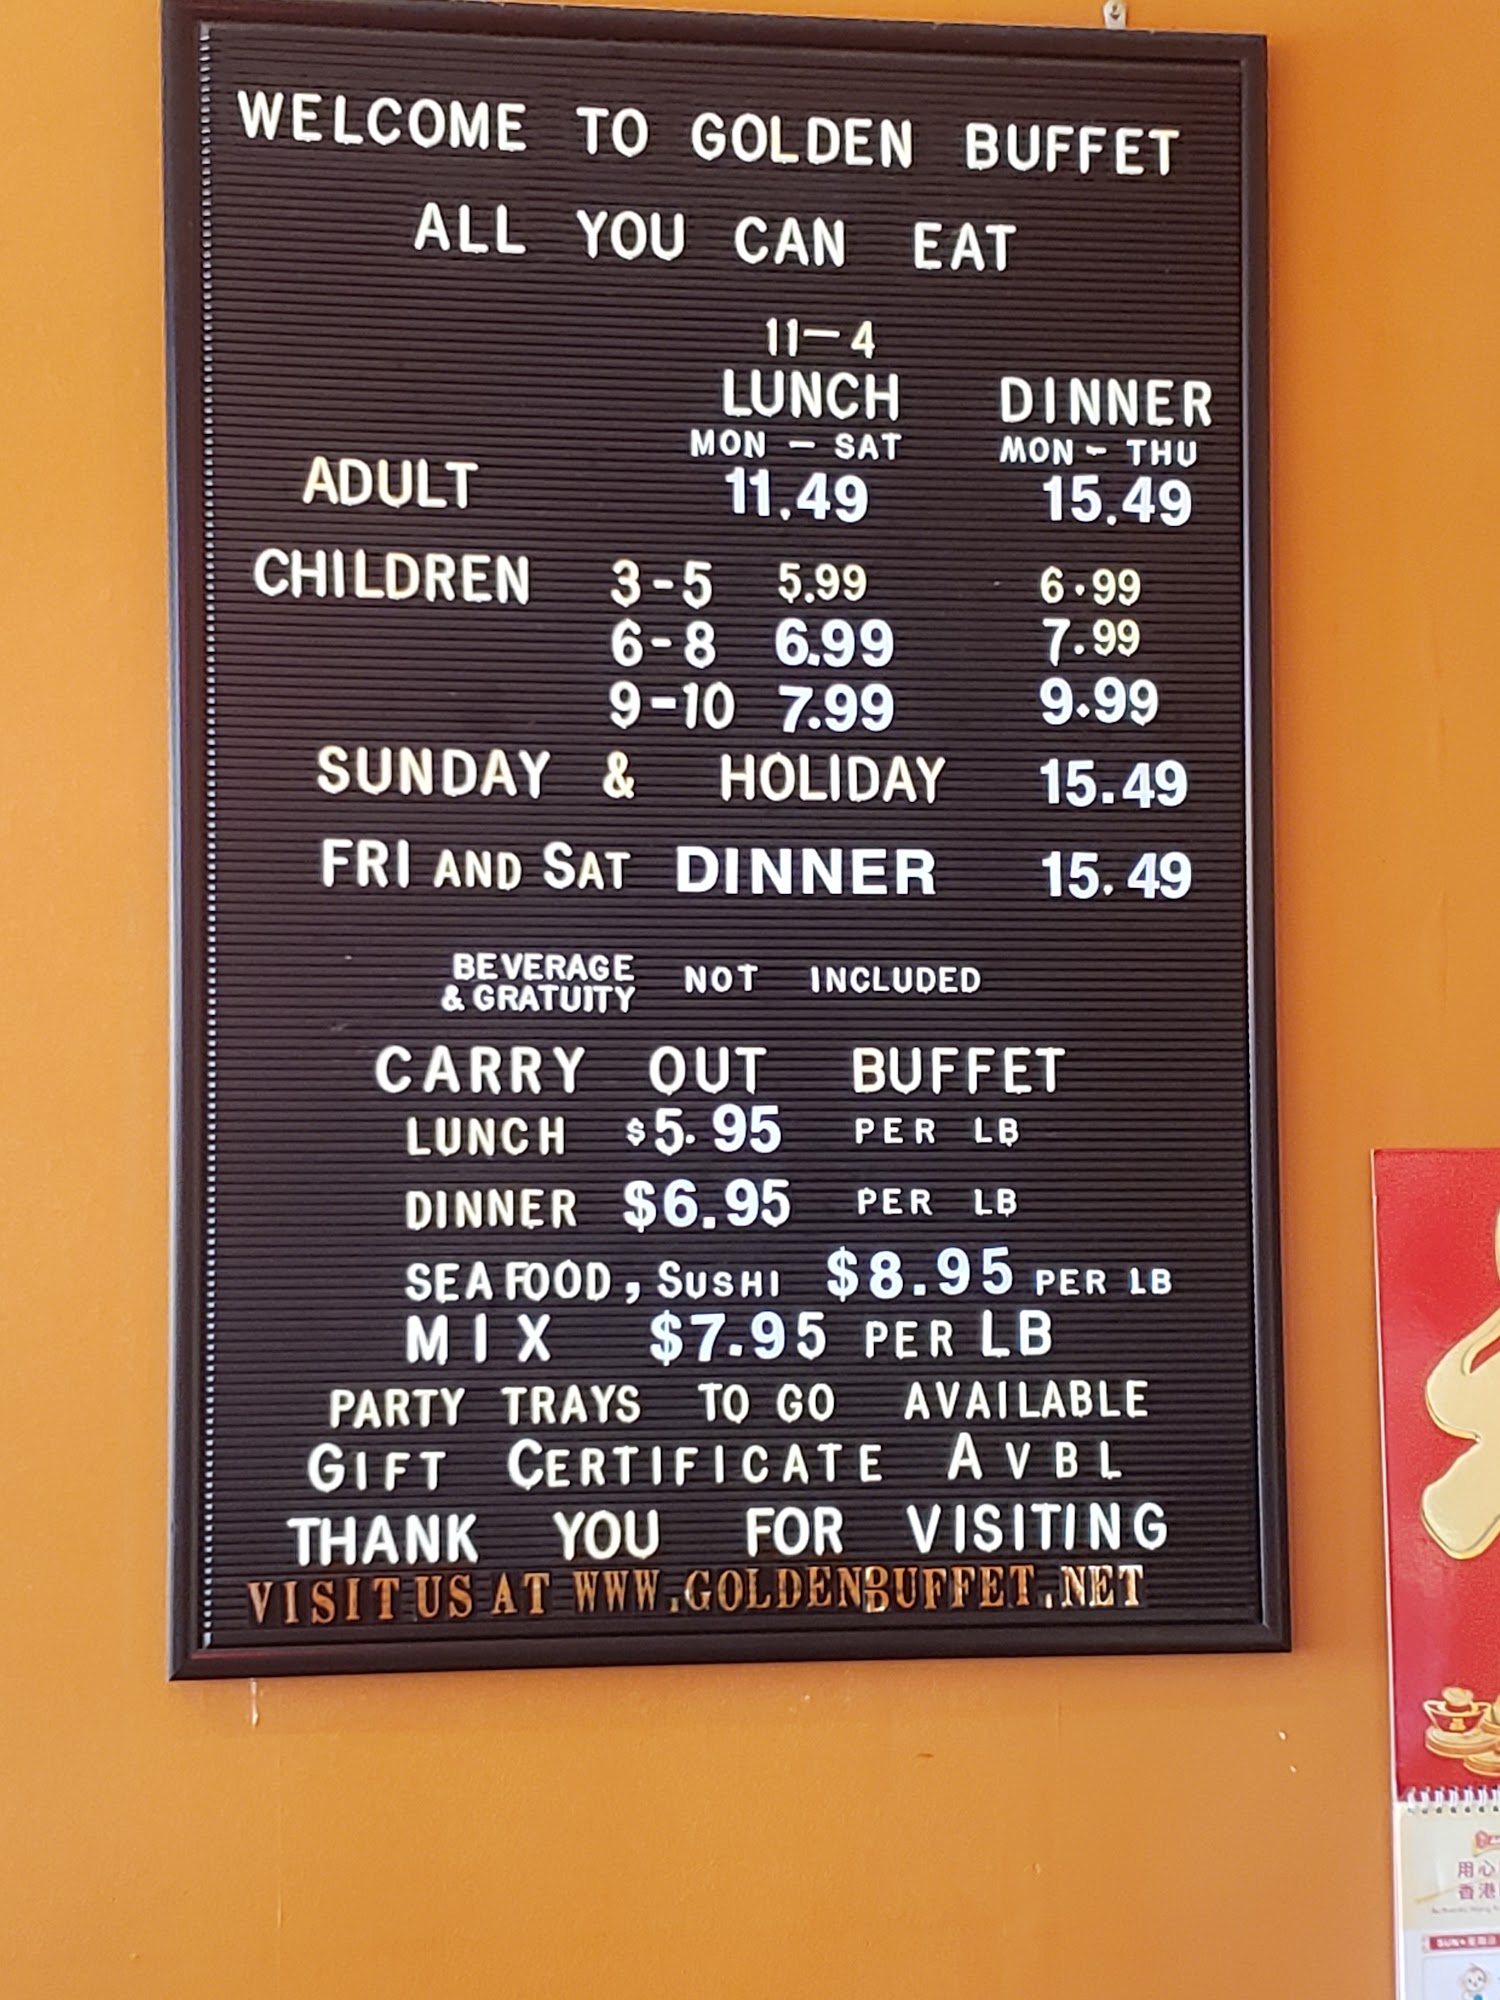 WELCOME TO GOLDEN BUFFET
ALL YOU CAN EAT
11—4
LUNCH DINNER
MON - SAT MON - THU
ADULT 11.49 15.49
CHILDREN 3-5 5.99 6.99
6-8 6.99 7.99
9-10 7.99 9.99
SUNDAY & HOLIDAY 15.49
FRI AND SAT DINNER 15.49
BEVERAGE
& GRATUITY NOT INCLUDED
CARRY OUT BUFFET
LUNCH $5.95 PER LB
DINNER $6.95 PER LB
SEAFOOD, SUSHI $8.95 PER LB
MIX $7.95 PER LB
PARTY TRAYS TO GO AVAILABLE
GIFT CERTIFICATE AVBL
THANK YOU FOR VISITING
VISIT US AT WWW.GOLDENBUFFET.NET
用心
香港
SUN